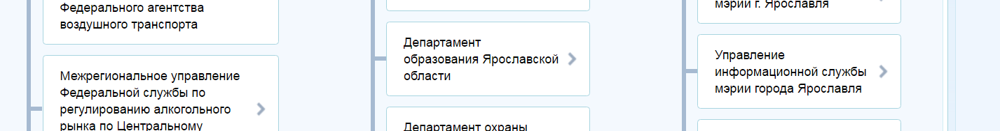 Федерального агентства
воздушного транспорта
Межрегиональное управление
Федеральной службы по
регулированию алкогольного
рынка по Центральному
Департамент
образования Ярославской
области
Департамент охраны
мэрии г. Ярославля
Управление
информационной службы
мэрии города Ярославля